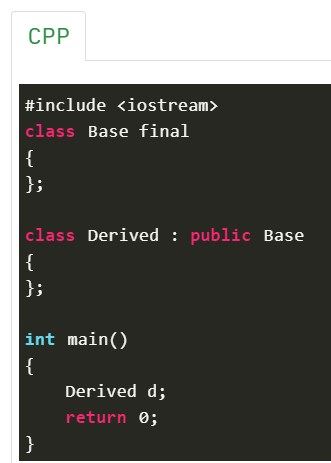 CPP
#include <iostream>
class Base final
{
};
class Derived : public Base
{
};
int main()
{
    Derived d;
    return 0;
}